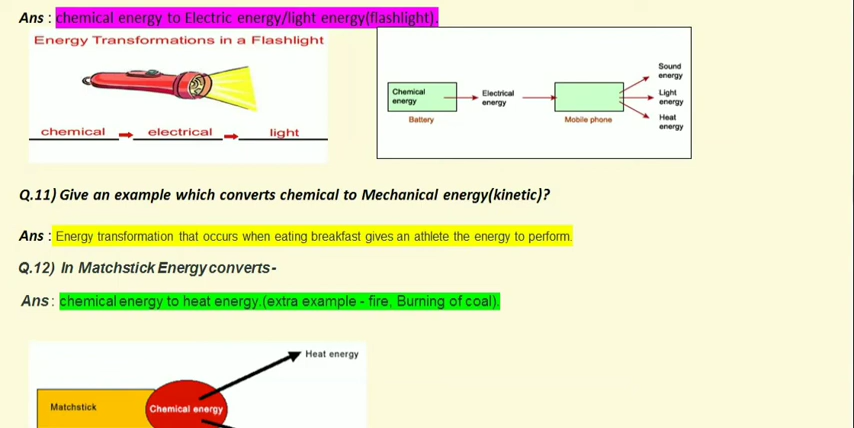 Ans : chemical energy to Electric energy/light energy(flashlight).
Energy Transformations in a Flashlight
chemical
electrical
light
Chemical energy
Battery
Electrical energy
Mobile phone
Sound energy
Light energy
Heat energy
Q.11) Give an example which converts chemical to Mechanical energy(kinetic)?
Ans : Energy transformation that occurs when eating breakfast gives an athlete the energy to perform.
Q.12) In Matchstick Energy converts-
Ans : chemical energy to heat energy.(extra example - fire, Burning of coal).
Heat energy
Matchstick
Chemical energy